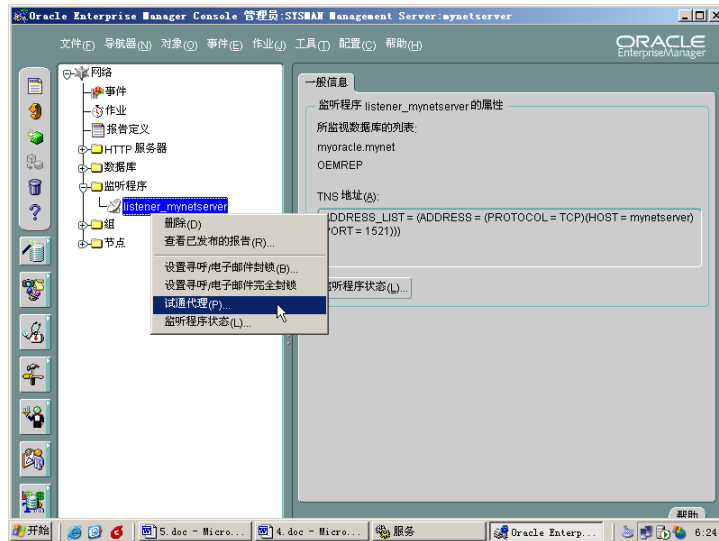 Oracle Enterprise Manager Console 管理员:SYSMAN Management Server:mynetserver
文件(F) 导航器(N) 对象(O) 事件(E) 作业(J) 工具(T) 配置(C) 帮助(H)
ORACLE
EnterpriseManager
网络
事件
作业
报告定义
HTTP 服务器
数据库
监听程序
listener_mynetserver
组
节点
删除(D)
查看已发布的报告(R)...
设置寻呼/电子邮件封锁(B)...
设置寻呼/电子邮件完全封锁
试通代理(P)...
监听程序状态(L)...
一般信息
监听程序 listener_mynetserver 的属性
所监视数据库的列表:
myoracle.mynet
OEMREP
TNS 地址(A):
ADDRESS_LIST = (ADDRESS = (PROTOCOL = TCP)(HOST = mynetserver)
PORT = 1521)))
听程序状态(L)...
帮助
开始
5.doc - Micro...
4.doc - Micro...
服务
Oracle Enterp...
6:24